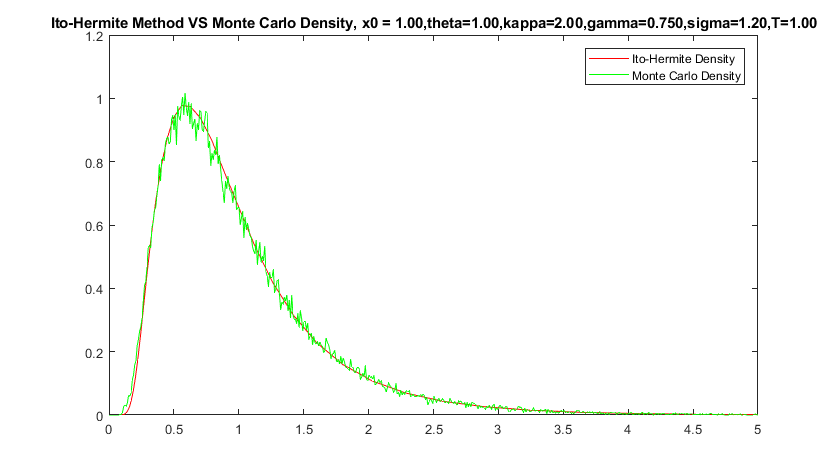 Ito-Hermite Method VS Monte Carlo Density, x0 = 1.00,theta=1.00,kappa=2.00,gamma=0.750,sigma=1.20,T=1.00
1.2
Ito-Hermite Density
Monte Carlo Density
1
0.8
0.6
0.4
0.2
0
0 0.5 1 1.5 2 2.5 3 3.5 4 4.5 5